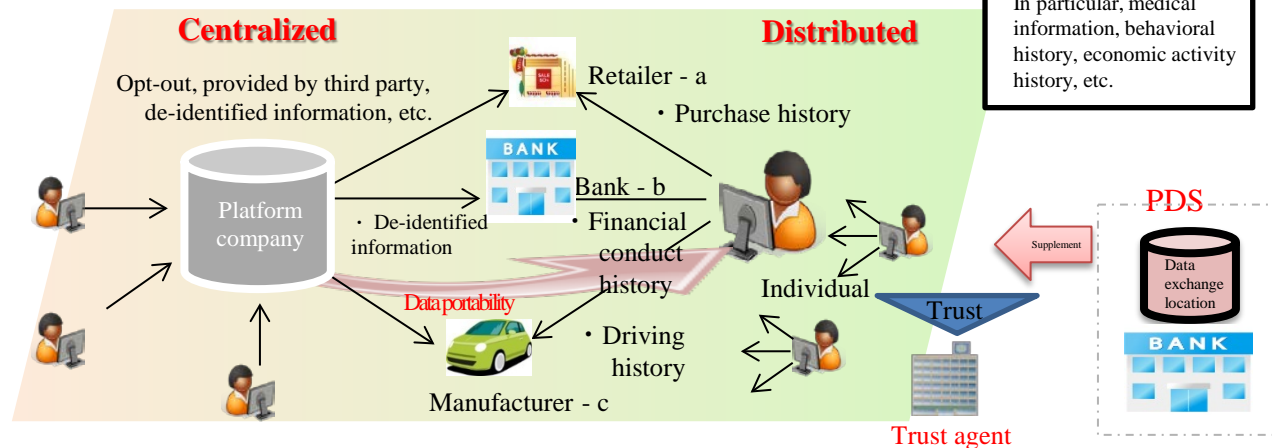 In particular, medical
information, behavioral
history, economic activity
history, etc.
Centralized
Distributed
Opt-out, provided by third party,
de-identified information, etc.
Retailer - a
・Purchase history
BANK
Bank - b
Platform
company
・De-identified
information
・Financial
conduct
history
Data portability
Individual
・Driving
history
Manufacturer - c
Supplement
PDS
Data
exchange
location
BANK
Trust
Trust agent